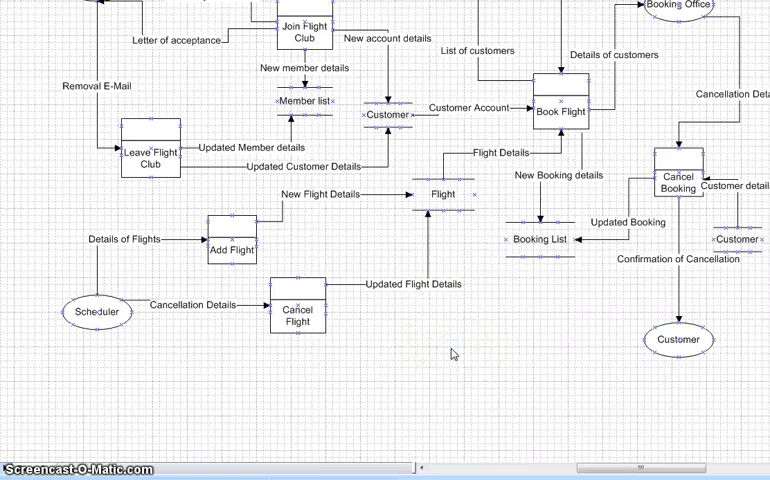 Booking Office
Join Flight
Club
Letter of acceptance
New account details
List of customers
Details of customers
New member details
Removal E-Mail
Cancellation Deta
Member list
Customer
Customer Account
Book Flight
Leave Flight
Club
Updated Member details
Flight Details
Updated Customer Details
New Booking details
Cancel
Booking
Customer detail
New Flight Details
Flight
Updated Booking
Details of Flights
Add Flight
Booking List
Customer
Confirmation of Cancellation
Updated Flight Details
Scheduler
Cancellation Details
Cancel
Flight
Customer
Screencast-O-Matic.com